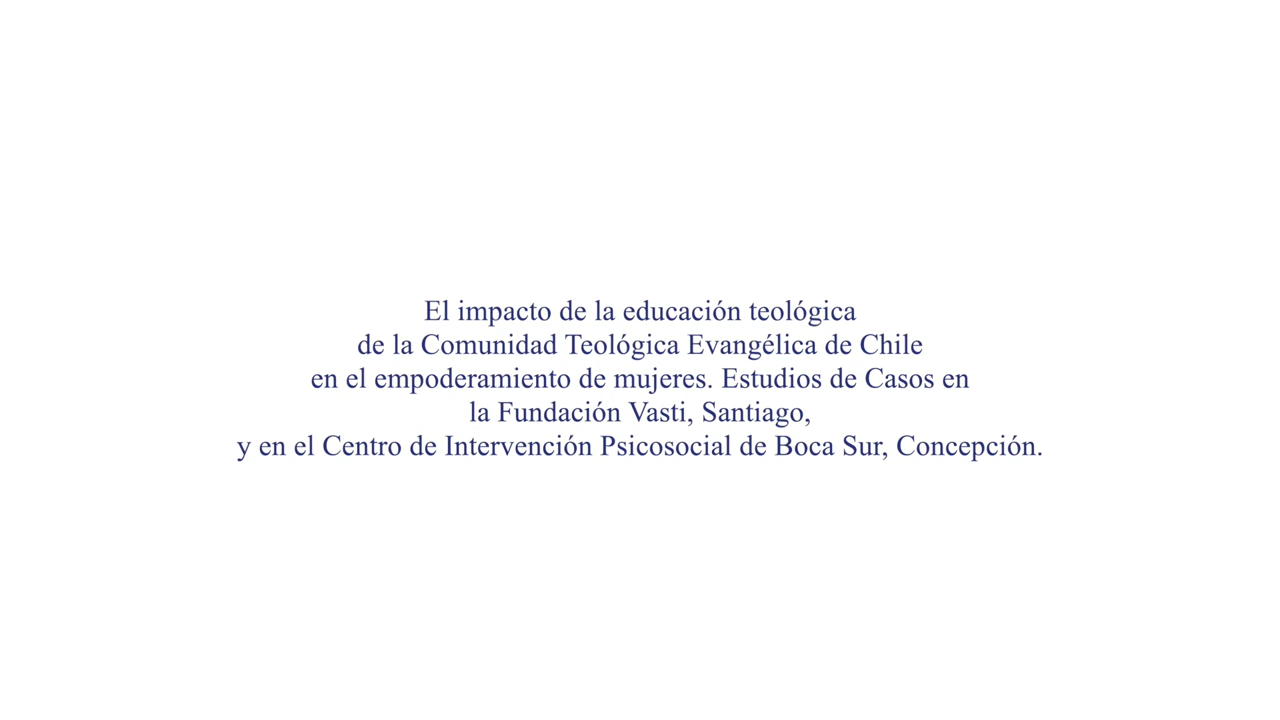 El impacto de la educación teológica
de la Comunidad Teológica Evangélica de Chile
en el empoderamiento de mujeres. Estudios de Casos en
la Fundación Vasti, Santiago,
y en el Centro de Intervención Psicosocial de Boca Sur, Concepción.